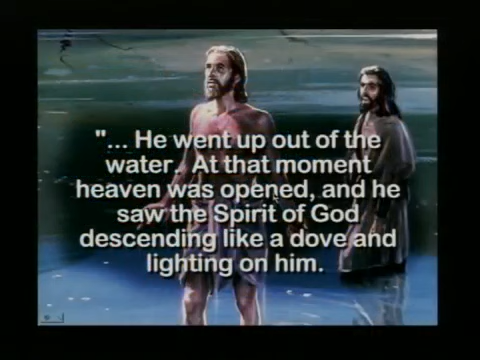 "... He went up out of the
water.. At that moment
heaven was opened, and he
saw the Spirit of God
descending like a dove and
lighting on him.